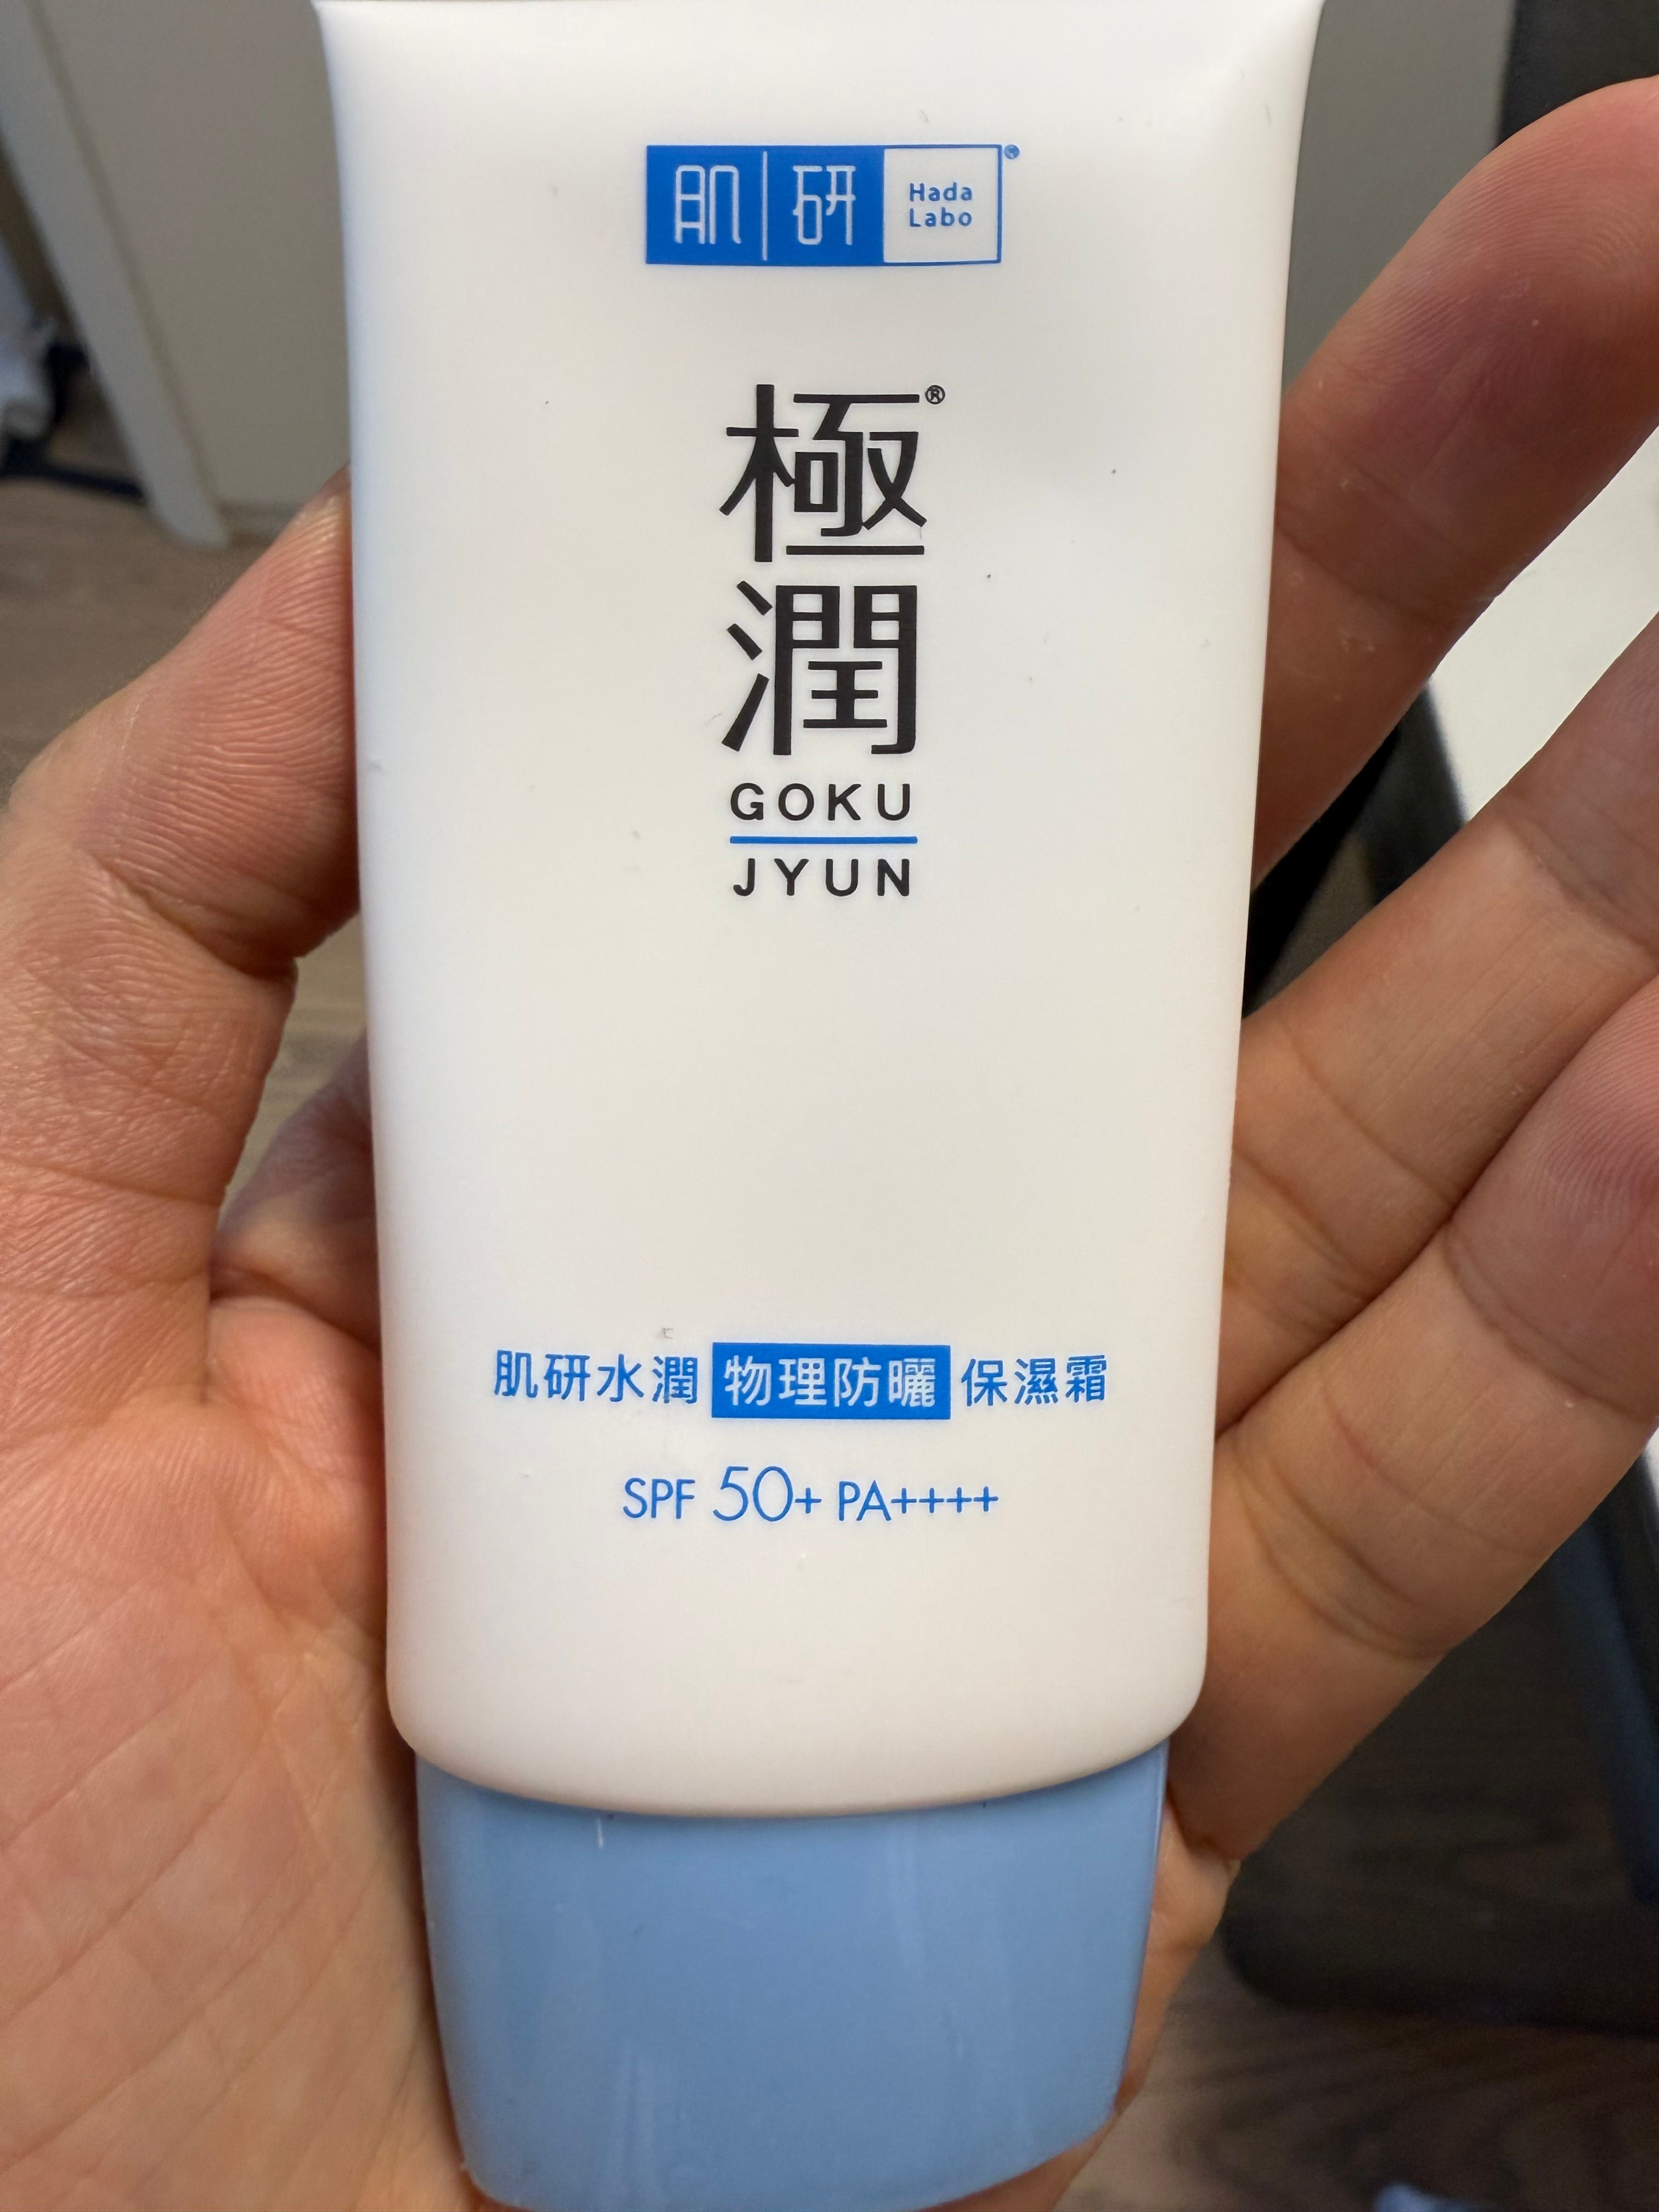 肌研 Hada Labo
極潤®
GOKU
JYUN
肌研水潤 物理防曬 保濕霜
SPF 50+ PA++++